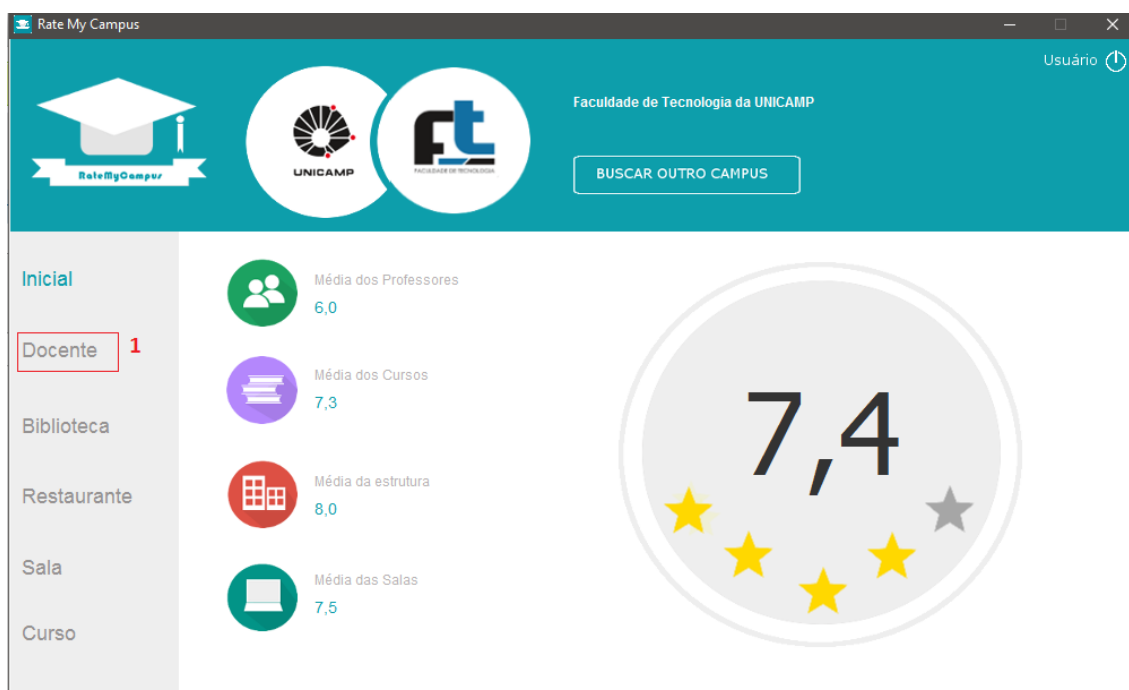 Rate My Campus
Usuário
RateMyCampus
UNICAMP
Ft
FACULDADE DE TECNOLOGIA
Faculdade de Tecnologia da UNICAMP
BUSCAR OUTRO CAMPUS
Inicial
Docente
1
Biblioteca
Restaurante
Sala
Curso
Média dos Professores
6,0
Média dos Cursos
7,3
Média da estrutura
8,0
Média das Salas
7,5
7,4